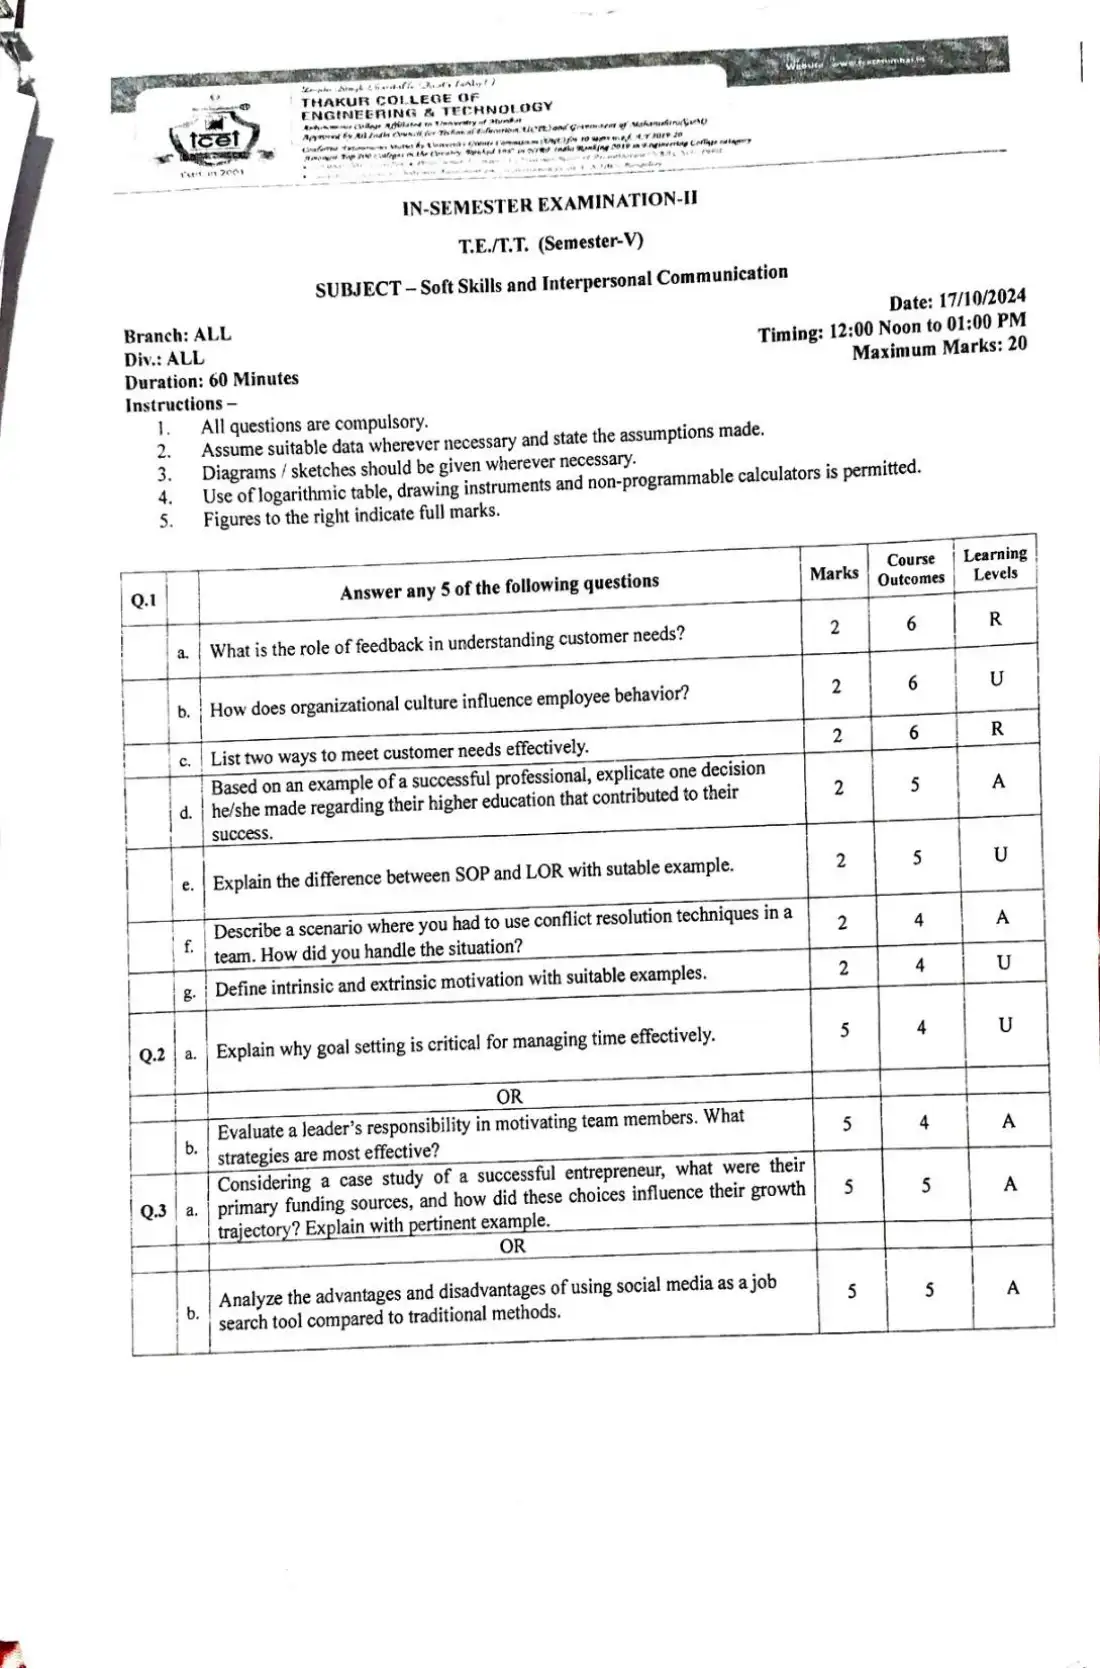 Website www.tcetmumbai.in
tcet
Estd. in 2001
THAKUR COLLEGE OF
ENGINEERING & TECHNOLOGY
IN-SEMESTER EXAMINATION-II
T.E./T.T. (Semester-V)
SUBJECT – Soft Skills and Interpersonal Communication
Date: 17/10/2024
Branch: ALL
Timing: 12:00 Noon to 01:00 PM
Div.: ALL
Maximum Marks: 20
Duration: 60 Minutes
Instructions –
1. All questions are compulsory.
2. Assume suitable data wherever necessary and state the assumptions made.
3. Diagrams / sketches should be given wherever necessary.
4. Use of logarithmic table, drawing instruments and non-programmable calculators is permitted.
5. Figures to the right indicate full marks.
Q.1 Answer any 5 of the following questions Marks Course Outcomes Learning Levels
a. What is the role of feedback in understanding customer needs? 2 6 R
b. How does organizational culture influence employee behavior? 2 6 U
c. List two ways to meet customer needs effectively. 2 6 R
Based on an example of a successful professional, explicate one decision
d. he/she made regarding their higher education that contributed to their 2 5 A
success.
e. Explain the difference between SOP and LOR with sutable example. 2 5 U
Describe a scenario where you had to use conflict resolution techniques in a
f. team. How did you handle the situation? 2 4 A
g. Define intrinsic and extrinsic motivation with suitable examples. 2 4 U
Q.2 a. Explain why goal setting is critical for managing time effectively. 5 4 U
OR
Evaluate a leader's responsibility in motivating team members. What
b. strategies are most effective? 5 4 A
Considering a case study of a successful entrepreneur, what were their
Q.3 a. primary funding sources, and how did these choices influence their growth 5 5 A
trajectory? Explain with pertinent example.
OR
Analyze the advantages and disadvantages of using social media as a job
b. search tool compared to traditional methods. 5 5 A